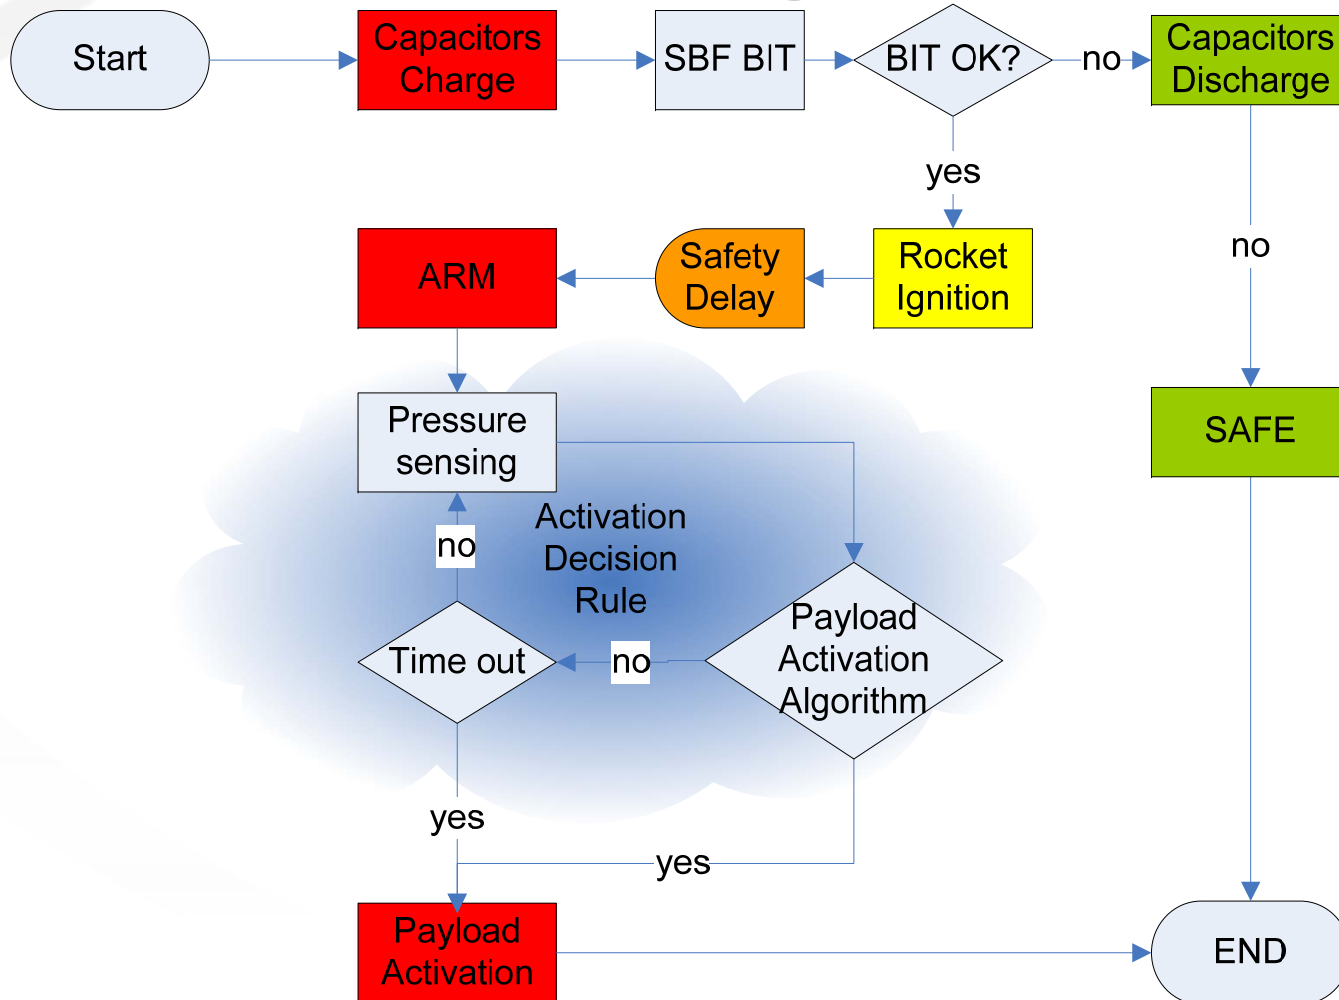 Start
Capacitors
Charge
SBF BIT
BIT OK?
no
Capacitors
Discharge
yes
no
ARM
Safety
Delay
Rocket
Ignition
Pressure
sensing
SAFE
Activation
Decision
Rule
no
Time out
no
Payload
Activation
Algorithm
yes
yes
Payload
Activation
END